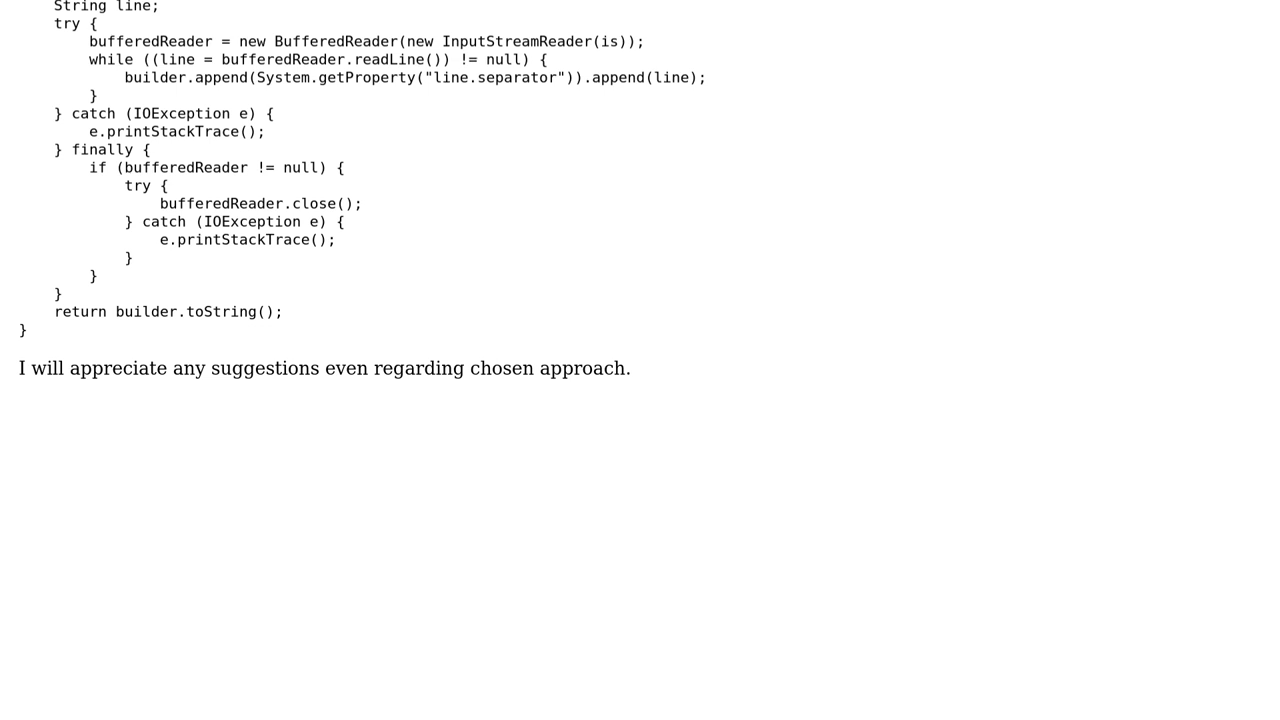 String line;
    try {
        bufferedReader = new BufferedReader(new InputStreamReader(is));
        while ((line = bufferedReader.readLine()) != null) {
            builder.append(System.getProperty("line.separator")).append(line);
        }
    } catch (IOException e) {
        e.printStackTrace();
    } finally {
        if (bufferedReader != null) {
            try {
                bufferedReader.close();
            } catch (IOException e) {
                e.printStackTrace();
            }
        }
    }
    return builder.toString();
}
I will appreciate any suggestions even regarding chosen approach.